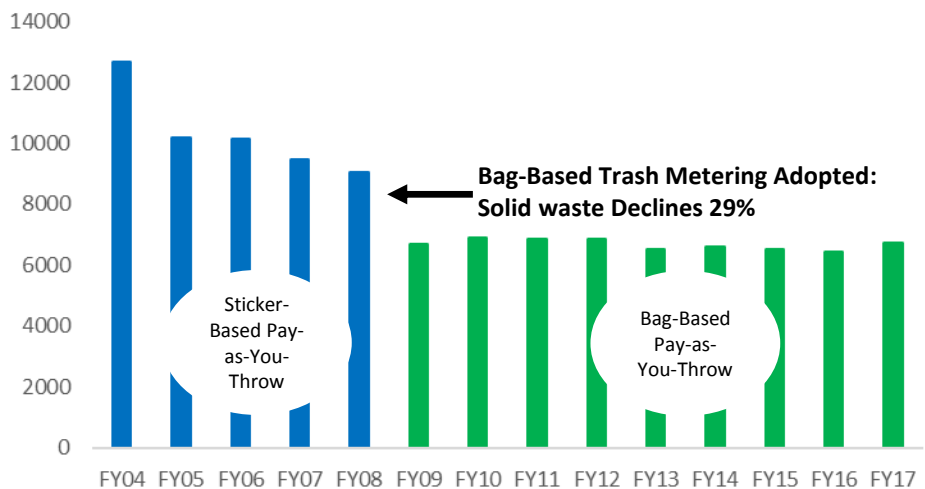 14000
12000
10000
8000
6000
4000
2000
0
Bag-Based Trash Metering Adopted:
Solid waste Declines 29%
Sticker-
Based Pay-
as-You-
Throw
Bag-Based
Pay-as-
You-Throw
FY04 FY05 FY06 FY07 FY08 FY09 FY10 FY11 FY12 FY13 FY14 FY15 FY16 FY17